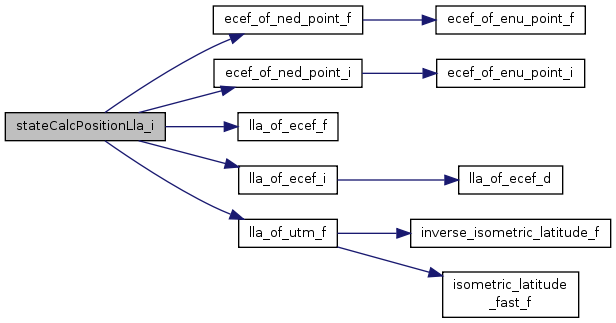 ecef_of_ned_point_f
ecef_of_enu_point_f
ecef_of_ned_point_i
ecef_of_enu_point_i
stateCalcPositionLla_i
lla_of_ecef_f
lla_of_ecef_i
lla_of_ecef_d
lla_of_utm_f
inverse_isometric_latitude_f
isometric_latitude
_fast_f